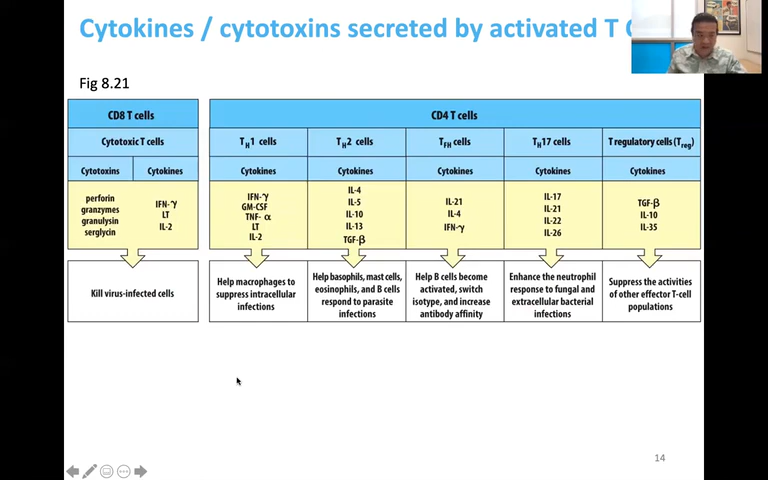 Cytokines / cytotoxins secreted by activated T
Fig 8.21
CD8 T cells
Cytotoxic T cells
Cytotoxins
Cytokines
perforin
granzymes
granulysin
serglycin
IFN-γ
LT
IL-2
Kill virus-infected cells
CD4 T cells
TH1 cells
Cytokines
IFN-γ
GM-CSF
TNF-α
LT
IL-2
Help macrophages to
suppress intracellular
infections
TH2 cells
Cytokines
IL-4
IL-5
IL-10
IL-13
TGF-β
Help basophils, mast cells,
eosinophils, and B cells
respond to parasite
infections
TFH cells
Cytokines
IL-21
IL-4
IFN-γ
Help B cells become
activated, switch
isotype, and increase
antibody affinity
TH17 cells
Cytokines
IL-17
IL-21
IL-22
IL-26
Enhance the neutrophil
response to fungal and
extracellular bacterial
infections
T regulatory cells (Treg)
Cytokines
TGF-β
IL-10
IL-35
Suppress the activities
of other effector T-cell
populations
14